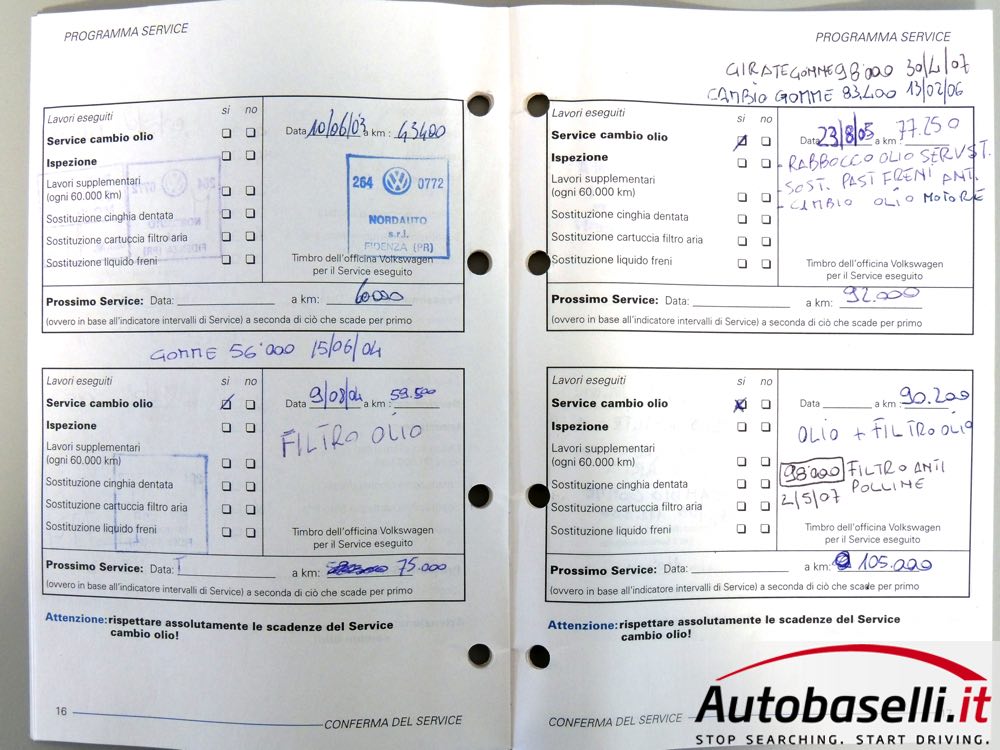 PROGRAMMA SERVICE
Lavori eseguiti si no
Service cambio olio
Ispezione
Lavori supplementari
(ogni 60.000 km)
Sostituzione cinghia dentata
Sostituzione cartuccia filtro aria
Sostituzione liquido freni
Data 10/06/03 a km : 43400
264 0772
NORDAUTO
s.r.l.
FIDENZA (PR)
Timbro dell'officina Volkswagen
per il Service eseguito
Prossimo Service: Data: a km: 60000
(ovvero in base all'indicatore intervalli di Service) a seconda di ciò che scade per primo
GOMME 56'000 15/06/04
Lavori eseguiti si no
Service cambio olio
Ispezione
Lavori supplementari
(ogni 60.000 km)
Sostituzione cinghia dentata
Sostituzione cartuccia filtro aria
Sostituzione liquido freni
Data 9/08/04 a km : 59.500
FILTRO OLIO
Timbro dell'officina Volkswagen
per il Service eseguito
Prossimo Service: Data: a km: 75.000
(ovvero in base all'indicatore intervalli di Service) a seconda di ciò che scade per primo
Attenzione: rispettare assolutamente le scadenze del Service
cambio olio!
16
CONFERMA DEL SERVICE
PROGRAMMA SERVICE
GIRATE GOMME 98'000 30/4/07
CAMBIO GOMME 83.400 13/02/06
Lavori eseguiti si no
Service cambio olio
Ispezione
Lavori supplementari
(ogni 60.000 km)
Sostituzione cinghia dentata
Sostituzione cartuccia filtro aria
Sostituzione liquido freni
Data 23/8/05 a km : 77.250
- RABBOCCO OLIO SERVST.
- SOST. PAST FRENI ANT.
- CAMBIO OLIO MOTORE
Timbro dell'officina Volkswagen
per il Service eseguito
Prossimo Service: Data: a km: 92.000
(ovvero in base all'indicatore intervalli di Service) a seconda di ciò che scade per primo
Lavori eseguiti si no
Service cambio olio
Ispezione
Lavori supplementari
(ogni 60.000 km)
Sostituzione cinghia dentata
Sostituzione cartuccia filtro aria
Sostituzione liquido freni
Data a km : 90.200
OLIO + FILTRO OLIO
98'000 FILTRO ANTI
2/5/07 POLLINE
Timbro dell'officina Volkswagen
per il Service eseguito
Prossimo Service: Data: a km: 105.000
(ovvero in base all'indicatore intervalli di Service) a seconda di ciò che scade per primo
Attenzione: rispettare assolutamente le scadenze del Service
cambio olio!
CONFERMA DEL SERVICE
Autobaselli.it
STOP SEARCHING. START DRIVING.